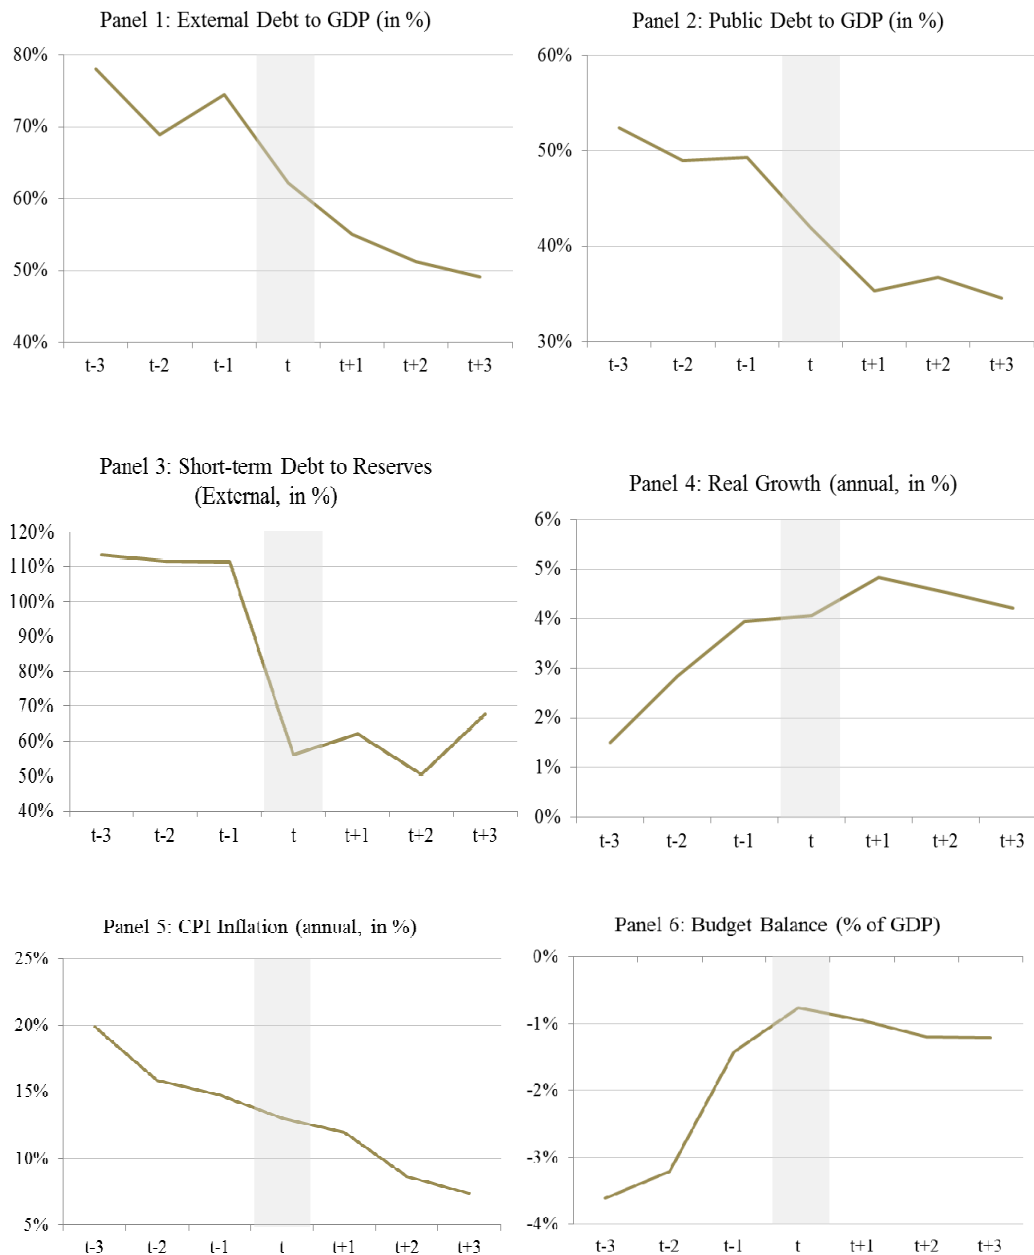 Panel 1: External Debt to GDP (in %)
80%
70%
60%
50%
40%
t-3 t-2 t-1 t t+1 t+2 t+3
Panel 2: Public Debt to GDP (in %)
60%
50%
40%
30%
t-3 t-2 t-1 t t+1 t+2 t+3
Panel 3: Short-term Debt to Reserves
(External, in %)
120%
110%
100%
90%
80%
70%
60%
50%
40%
t-3 t-2 t-1 t t+1 t+2 t+3
Panel 4: Real Growth (annual, in %)
6%
5%
4%
3%
2%
1%
0%
t-3 t-2 t-1 t t+1 t+2 t+3
Panel 5: CPI Inflation (annual, in %)
25%
20%
15%
10%
5%
t-3 t-2 t-1 t t+1 t+2 t+3
Panel 6: Budget Balance (% of GDP)
0%
-1%
-2%
-3%
-4%
t-3 t-2 t-1 t t+1 t+2 t+3